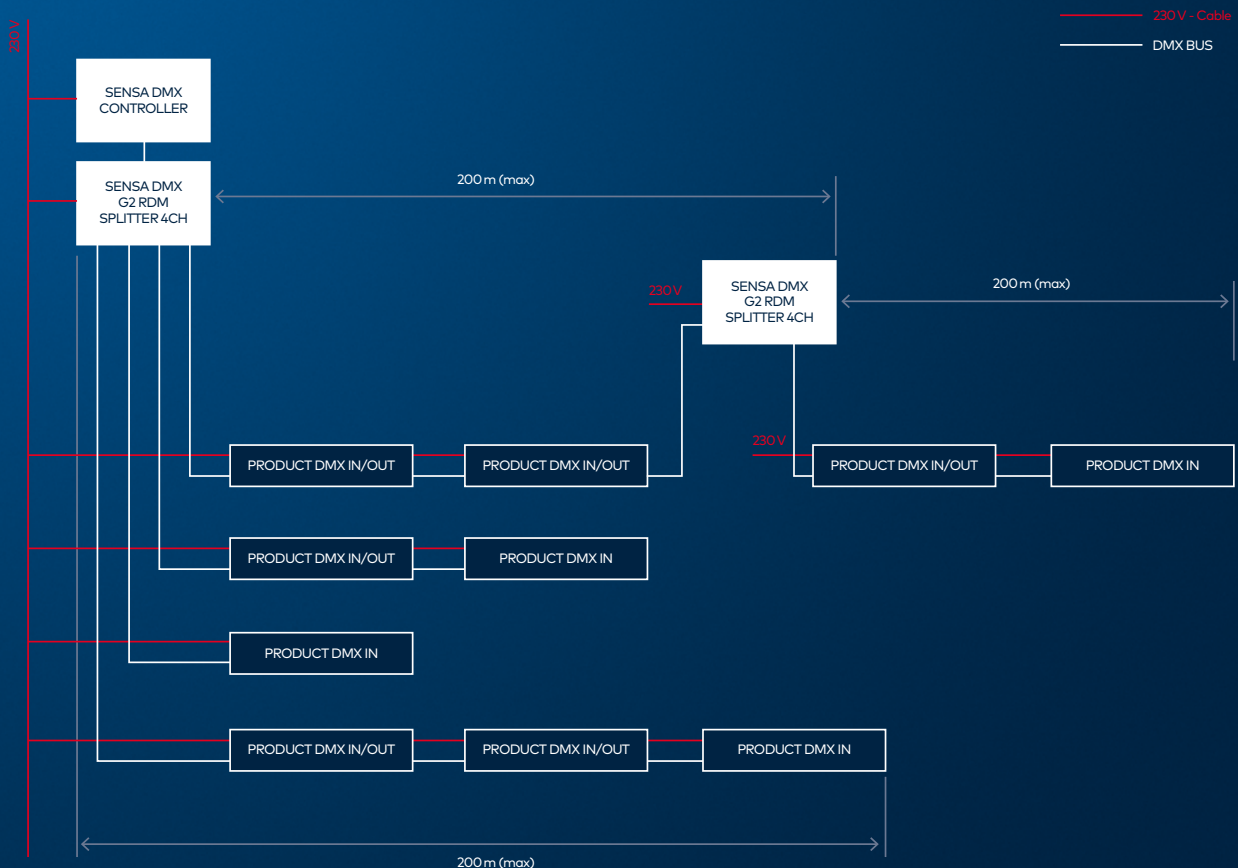 230 V - Cable
DMX BUS
230 V
SENSA DMX
CONTROLLER
SENSA DMX
G2 RDM
SPLITTER 4CH
200 m (max)
230 V
SENSA DMX
G2 RDM
SPLITTER 4CH
200 m (max)
230 V
PRODUCT DMX IN/OUT
PRODUCT DMX IN/OUT
PRODUCT DMX IN/OUT
PRODUCT DMX IN
PRODUCT DMX IN/OUT
PRODUCT DMX IN
PRODUCT DMX IN
PRODUCT DMX IN/OUT
PRODUCT DMX IN/OUT
PRODUCT DMX IN
200 m (max)